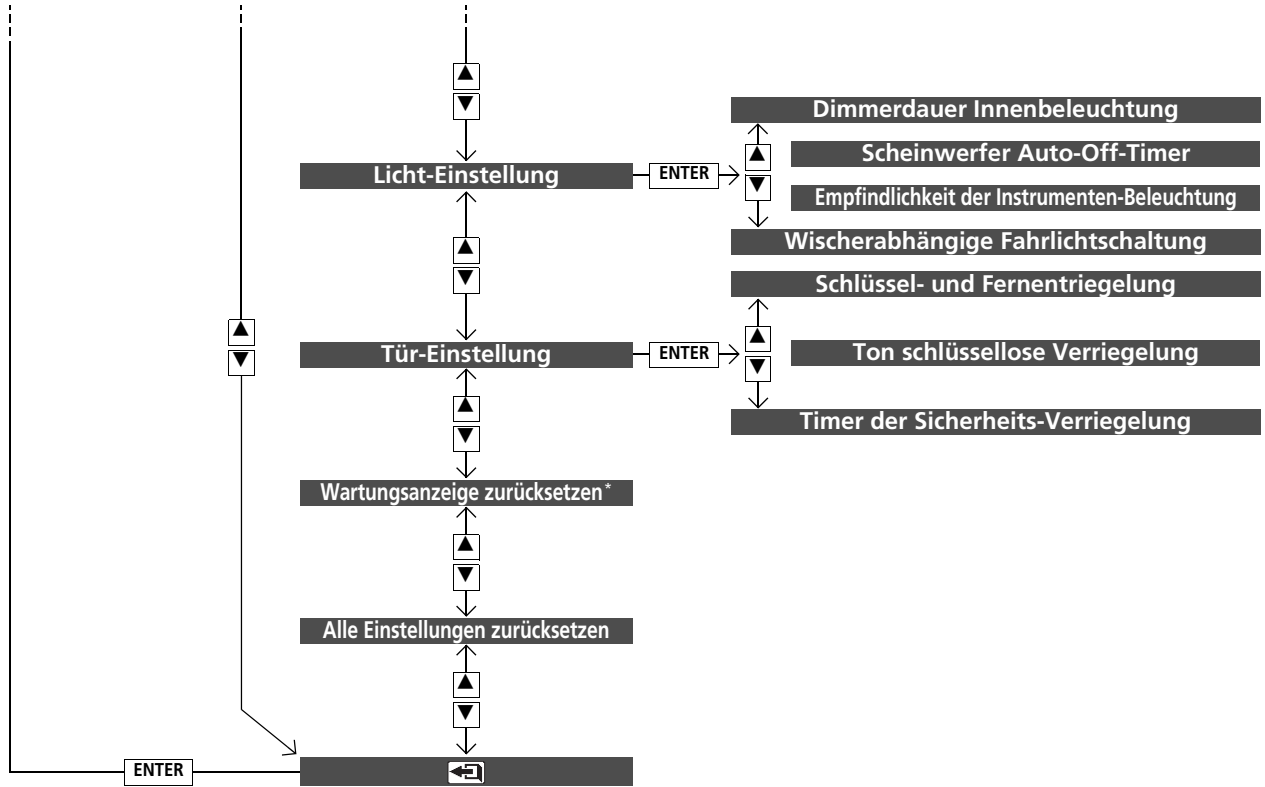 ▲
▼
Dimmerdauer Innenbeleuchtung
▲
▼
Scheinwerfer Auto-Off-Timer
Licht-Einstellung
ENTER
Empfindlichkeit der Instrumenten-Beleuchtung
Wischerabhängige Fahrlichtschaltung
▲
▼
Schlüssel- und Fernentriegelung
▲
▼
▲
▼
Tür-Einstellung
ENTER
Ton schlüssellose Verriegelung
▲
▼
Timer der Sicherheits-Verriegelung
Wartungsanzeige zurücksetzen*
▲
▼
Alle Einstellungen zurücksetzen
▲
▼
ENTER